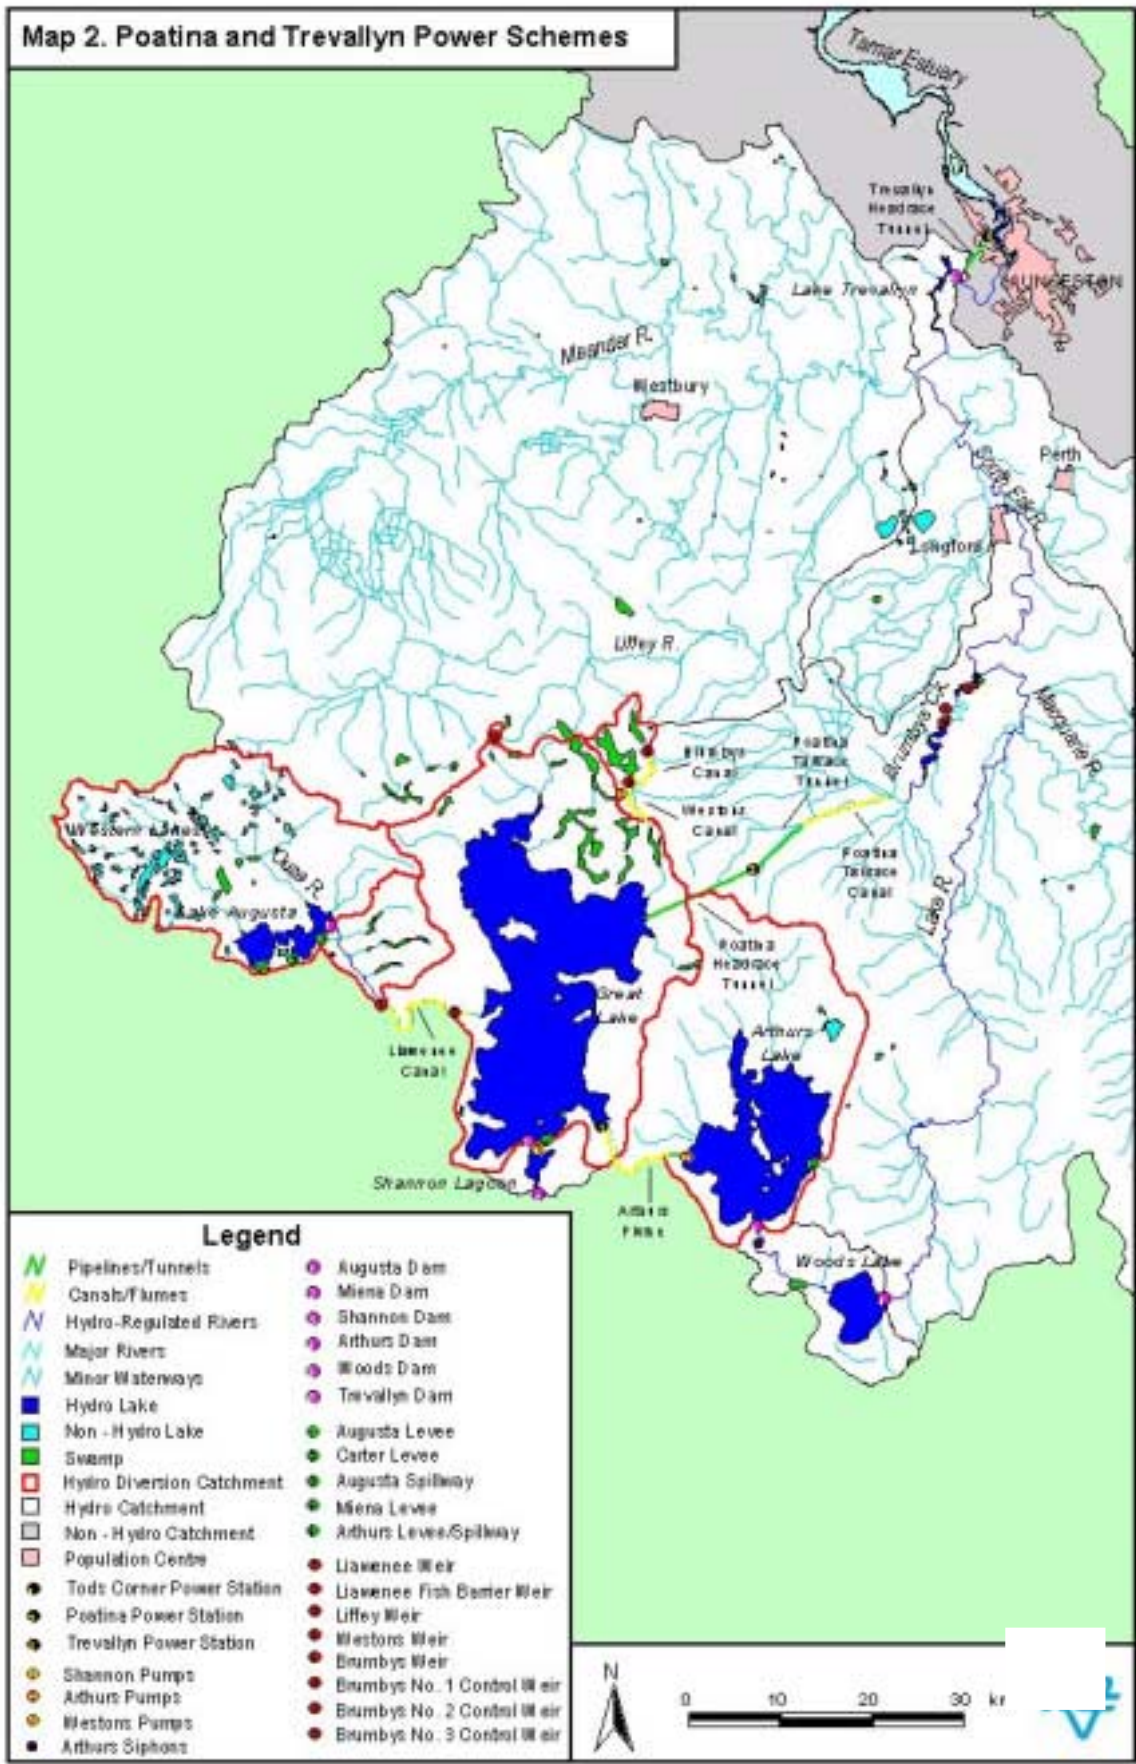 Map 2. Poatina and Trevallyn Power Schemes
Tamar Estuary
Trevallyn
Headrace
Tunnel
Lake Trevallyn
Meander R.
Westbury
Perth
Longford
Liffey R.
Brumbys Ck
Macquarie R.
Brumbys
Canal
Poatina
Tailrace
Tunnel
Westons
Canal
Western Lakes
Ouse R.
Poatina
Tailrace
Canal
Lake Augusta
Lake R.
Poatina
Headrace
Tunnel
Great
Lake
Arthurs
Lake
Liawenee
Canal
Shannon Lagoon
Arthurs
Flume
Woods Lake
Legend
Pipelines/Tunnels
Canals/Flumes
Hydro-Regulated Rivers
Major Rivers
Minor Waterways
Hydro Lake
Non - Hydro Lake
Swamp
Hydro Diversion Catchment
Hydro Catchment
Non - Hydro Catchment
Population Centre
Tods Corner Power Station
Poatina Power Station
Trevallyn Power Station
Shannon Pumps
Arthurs Pumps
Westons Pumps
Arthurs Siphons
Augusta Dam
Miena Dam
Shannon Dam
Arthurs Dam
Woods Dam
Trevallyn Dam
Augusta Levee
Carter Levee
Augusta Spillway
Miena Levee
Arthurs Levee/Spillway
Liawenee Weir
Liawenee Fish Barrier Weir
Liffey Weir
Westons Weir
Brumbys Weir
Brumbys No. 1 Control Weir
Brumbys No. 2 Control Weir
Brumbys No. 3 Control Weir
N
0 10 20 30